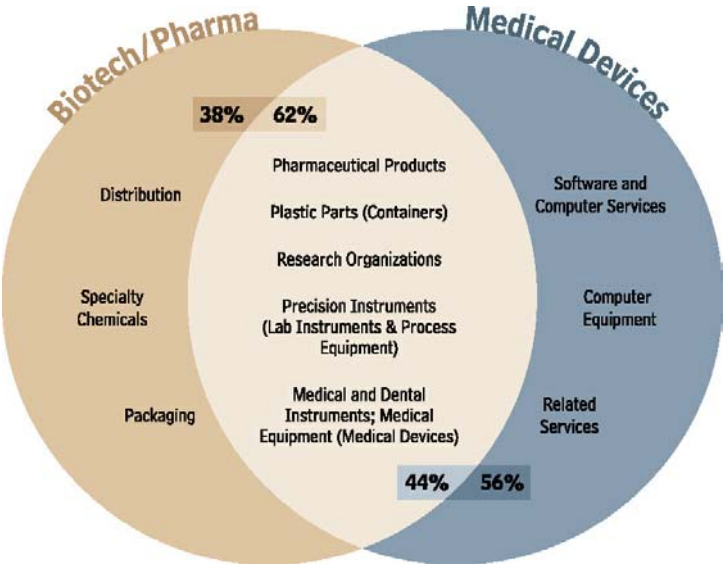 Biotech/Pharma
Medical Devices
38% 62%
Distribution
Specialty
Chemicals
Packaging
Pharmaceutical Products
Plastic Parts (Containers)
Research Organizations
Precision Instruments
(Lab Instruments & Process
Equipment)
Medical and Dental
Instruments; Medical
Equipment (Medical Devices)
Software and
Computer Services
Computer
Equipment
Related
Services
44% 56%